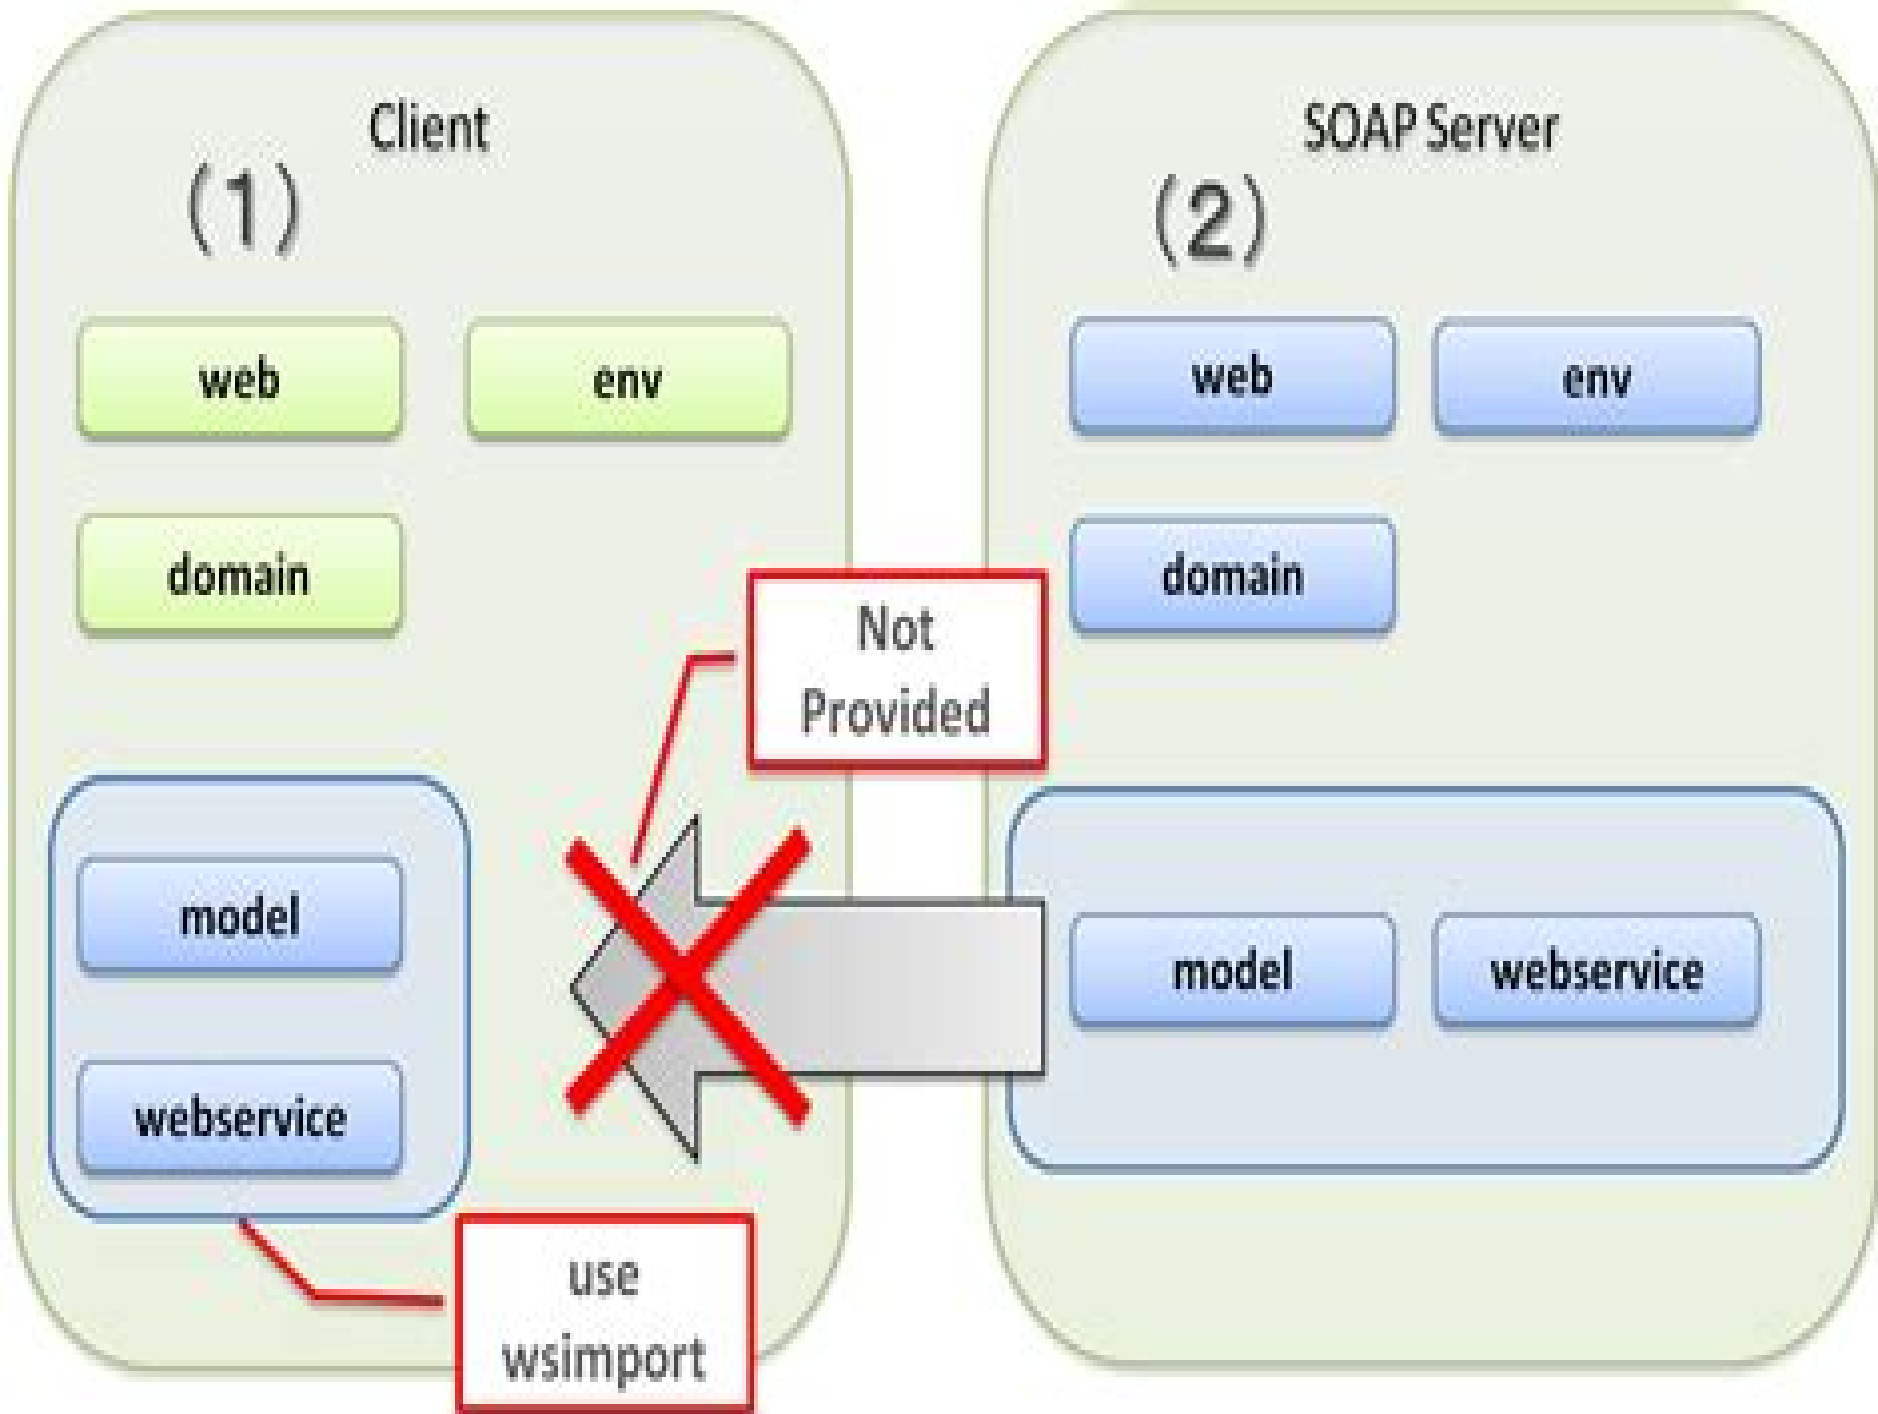 Client
(1)
web
env
domain
model
webservice
use
wsimport
Not
Provided
SOAP Server
(2)
web
env
domain
model
webservice